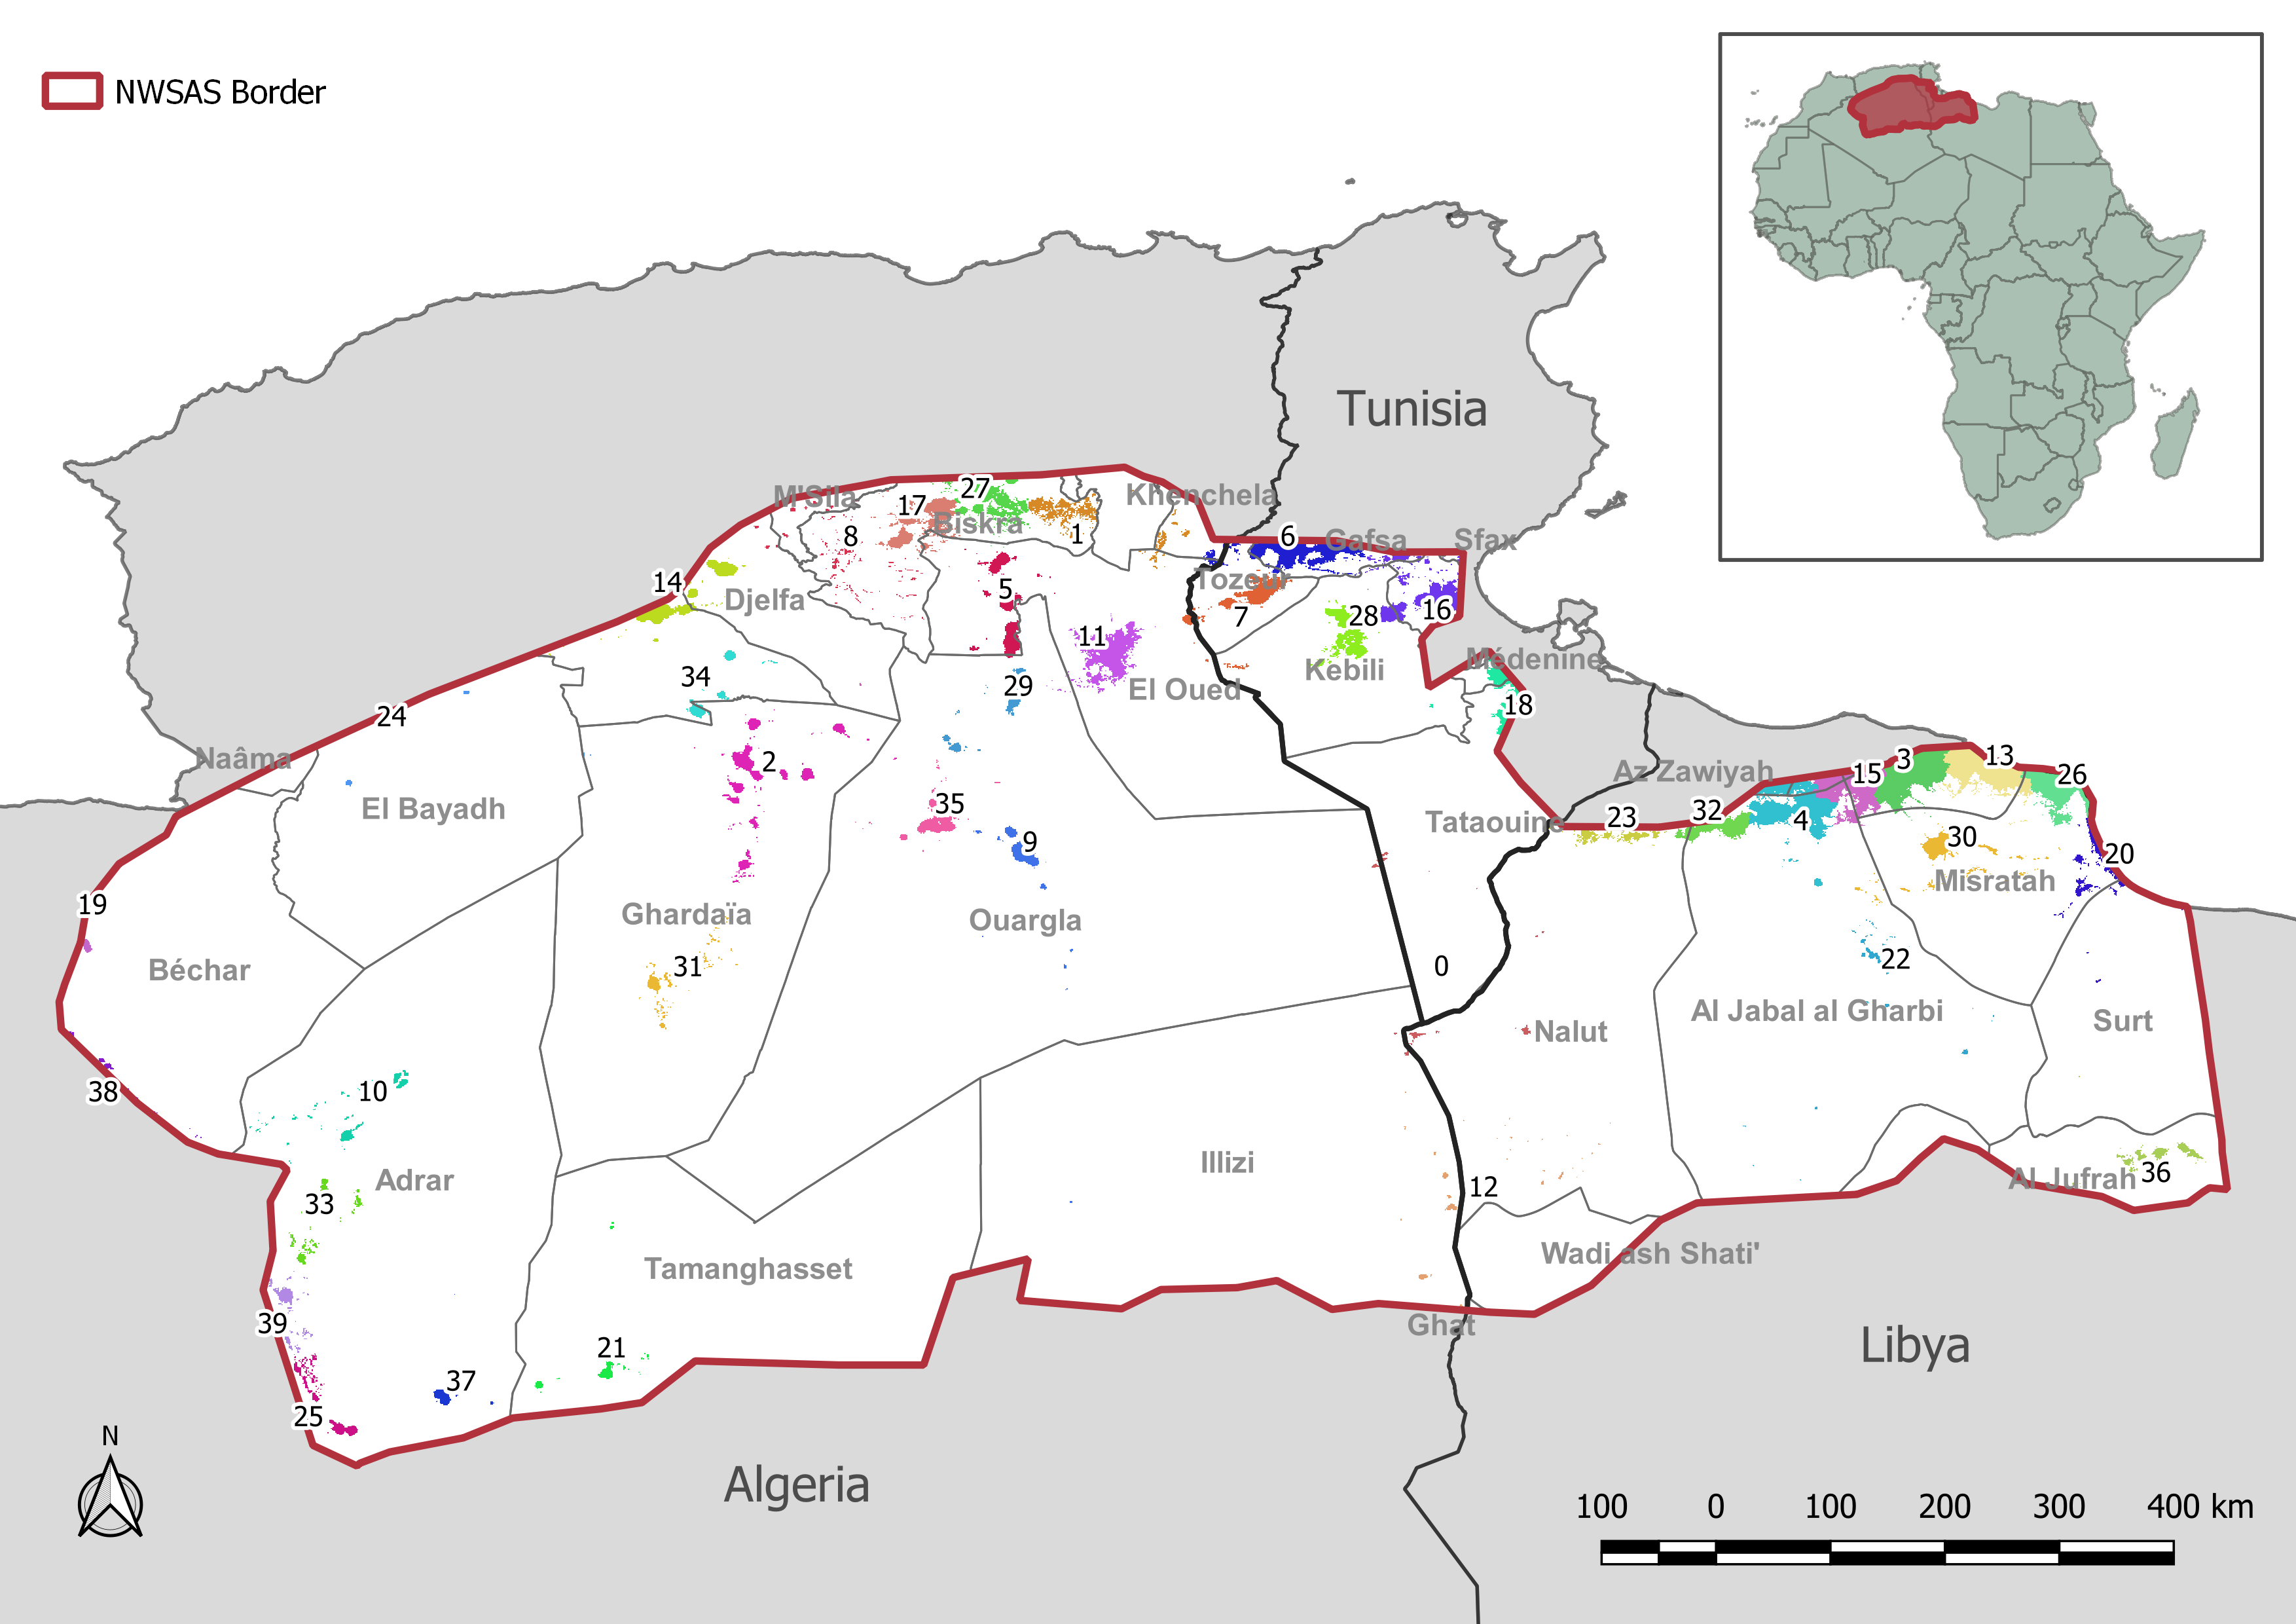 NWSAS Border
Tunisia
M'Sila
27
Khenchela
17
Biskra
8
1
6
Gafsa
Sfax
14
Djelfa
5
Tozeur
7
28
16
11
34
29
El Oued
Kebili
Médenine
18
24
Naâma
2
El Bayadh
35
9
Az Zawiyah
15
3
13
26
Tataouine
23
32
4
30
20
Misratah
19
Ghardaïa
Ouargla
Béchar
31
0
22
Al Jabal al Gharbi
Nalut
Surt
38
10
Adrar
33
Illizi
12
Al Jufrah
36
Tamanghasset
Wadi ash Shati'
39
Ghat
21
37
25
Libya
Algeria
N
100 0 100 200 300 400 km